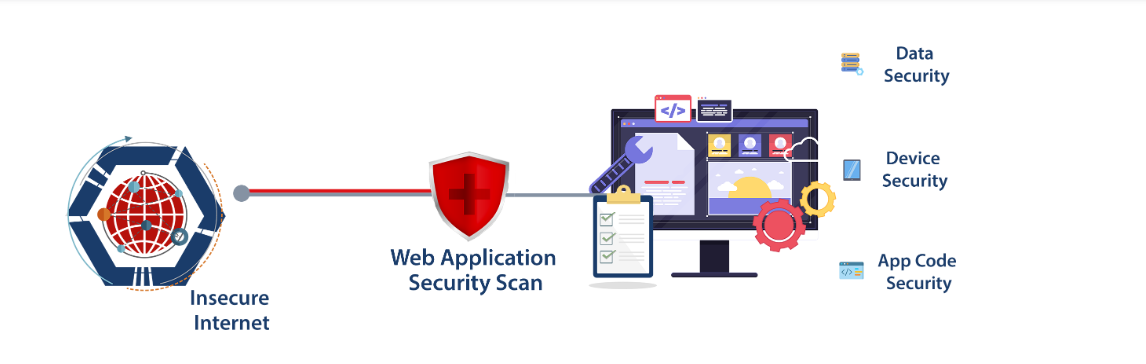 Data
Security
</>
Device
Security
Web Application
Security Scan
App Code
Security
</>
Insecure
Internet